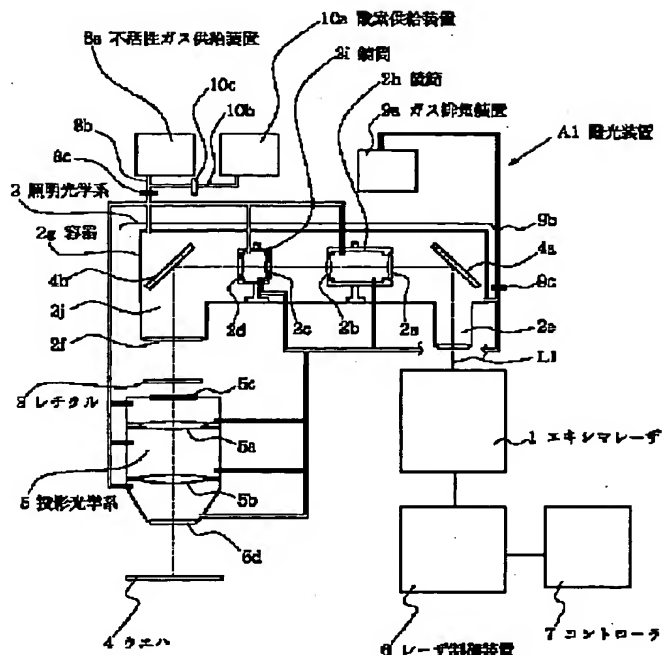 8a 不活性ガス供給装置
10a 酸素供給装置
2i 鏡筒
10c
10b
2h 鏡筒
9a ガス排気装置
A1 露光装置
8b
8c
2 照明光学系
2g 容器
9b
4b
4a
9c
2j
2d
2c
2b
2a
2e
2f
L1
3 レチクル
5c
5a
1 エキシマレーザ
5 投影光学系
5b
5d
4 ウエハ
6 レーザ制御装置
7 コントローラ